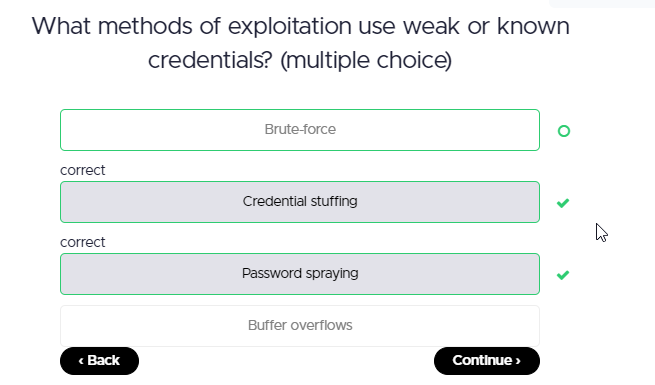 What methods of exploitation use weak or known
credentials? (multiple choice)
Brute-force
correct
Credential stuffing
correct
Password spraying
Buffer overflows
‹ Back
Continue ›